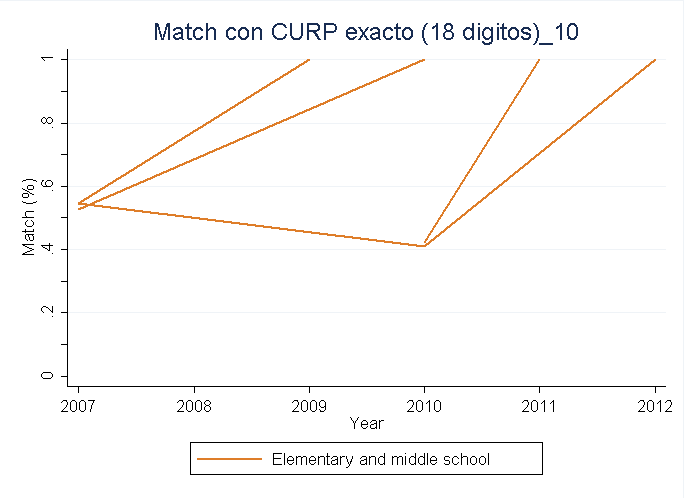 Match con CURP exacto (18 digitos)_10
Match (%)
1
.8
.6
.4
.2
0
2007 2008 2009 2010 2011 2012
Year
Elementary and middle school